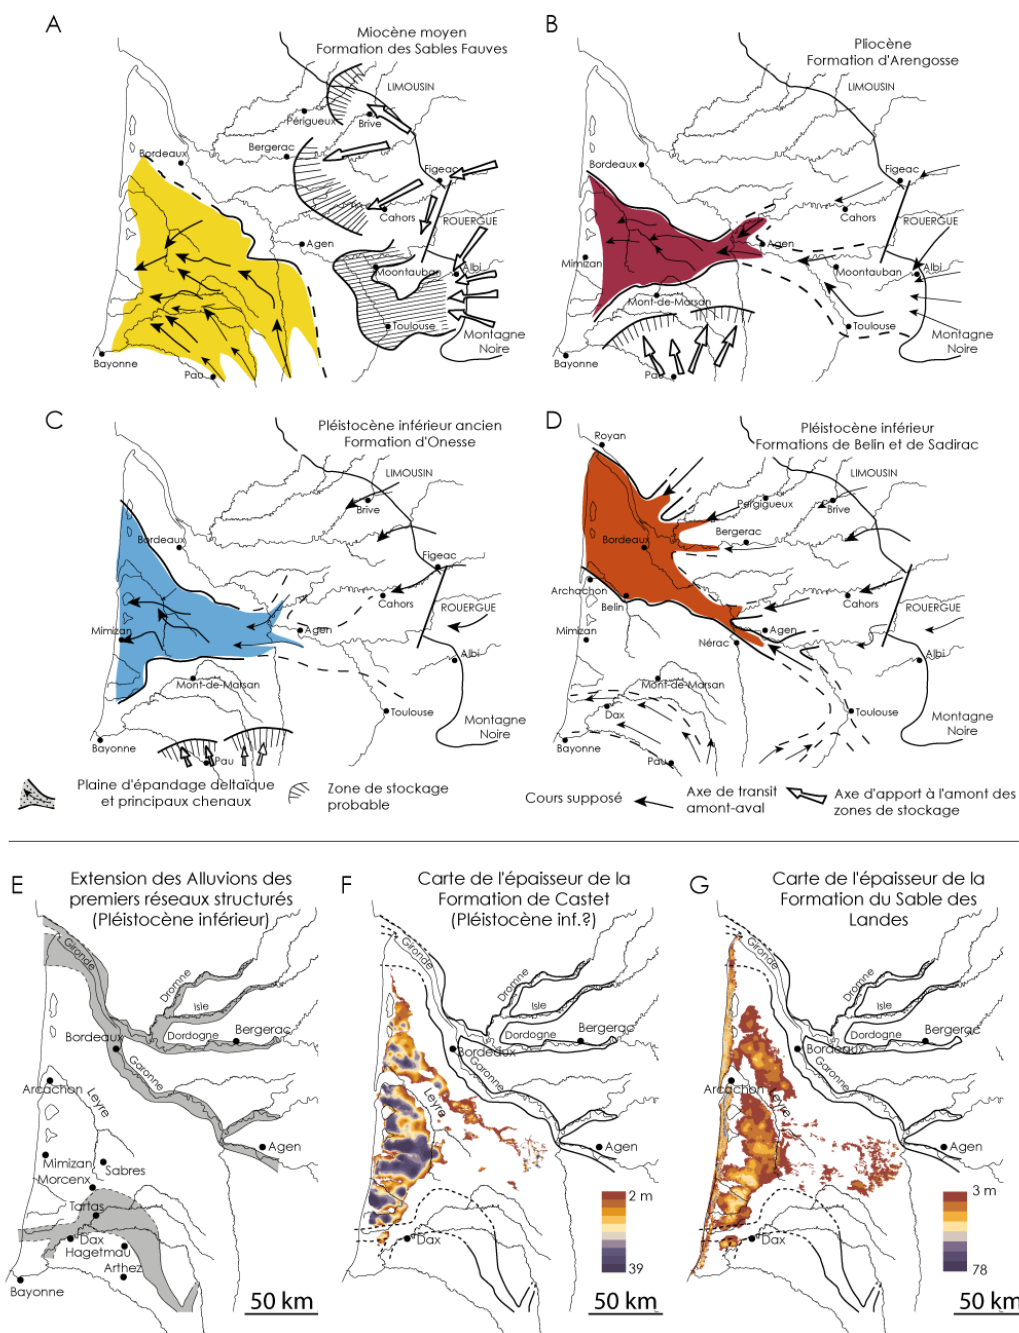 A
Miocène moyen
Formation des Sables Fauves
LIMOUSIN
Périgueux
Brive
Bergerac
Bordeaux
Figeac
Cahors
ROUERGUE
Agen
Moontauban
Albi
Toulouse
Montagne
Noire
Bayonne
Pau
B
Pliocène
Formation d'Arengosse
LIMOUSIN
Bordeaux
Figeac
Cahors
ROUERGUE
Agen
Mimizan
Moontauban
Albi
Mont-de-Marsan
Toulouse
Montagne
Noire
Bayonne
Pau
C
Pléistocène inférieur ancien
Formation d'Onesse
LIMOUSIN
Brive
Bordeaux
Figeac
Cahors
ROUERGUE
Mimizan
Agen
Albi
Mont-de-Marsan
Toulouse
Montagne
Noire
Bayonne
Pau
D
Pléistocène inférieur
Formations de Belin et de Sadirac
Royan
LIMOUSIN
Pergigueux
Brive
Bergerac
Bordeaux
Figeac
Archachon
Belin
Cahors
ROUERGUE
Mimizan
Agen
Nérac
Albi
Mont-de-Marsan
Dax
Toulouse
Montagne
Noire
Bayonne
Pau
Plaine d'épandage deltaïque
et principaux chenaux
Zone de stockage
probable
Cours supposé
Axe de transit
amont-aval
Axe d'apport à l'amont des
zones de stockage
E
Extension des Alluvions des
premiers réseaux structurés
(Pléistocène inférieur)
Gironde
Dromne
Isle
Dordogne
Bergerac
Bordeaux
Garonne
Arcachon
Leyre
Agen
Mimizan
Sabres
Morcenx
Tartas
Dax
Hagetmau
Arthez
Bayonne
50 km
F
Carte de l'épaisseur de la
Formation de Castet
(Pléistocène inf.?)
Gironde
Dromne
Isle
Dordogne
Bergerac
Bordeaux
Garonne
Leyre
Agen
2 m
39
Dax
50 km
G
Carte de l'épaisseur de la
Formation du Sable des
Landes
Gironde
Dromne
Isle
Dordogne
Bergerac
Bordeaux
Garonne
Arcachon
Leyre
Agen
3 m
78
Dax
50 km